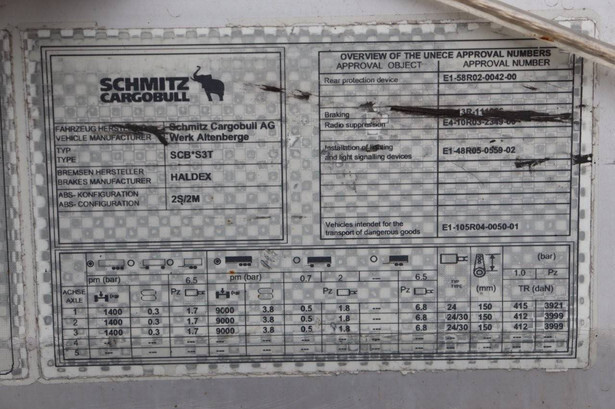 SCHMITZ
CARGOBULL
FAHRZEUG HERSTELLER Schmitz Cargobull AG
VEHICLE MANUFACTURER Werk Altenberge
TYP
TYPE SCB*S3T
BREMSEN HERSTELLER
BRAKES MANUFACTURER HALDEX
ABS- KONFIGURATION
ABS- CONFIGURATION 2S/2M
OVERVIEW OF THE UNECE APPROVAL NUMBERS
APPROVAL OBJECT APPROVAL NUMBER
Rear protection device E1-58R02-0042-00
Braking
Radio suppression E4-10R03-2349-00
Installation of lighting
and light signalling devices E1-48R05-0559-02
Vehicles intendet for the
transport of dangerous goods E1-105R04-0050-01
(bar)
pm (bar) 6.5 pm (bar) 0.7 2 --- 6.5 TYP TYPE (mm) 1.0 Pz
ACHSE
AXLE Pz Pz TR (daN)
1 1400 0.3 1.7 9000 3.8 0.5 1.8 --- 6.8 24 150 415 3921
2 1400 0.3 1.7 9000 3.8 0.5 1.8 --- 6.8 24/30 150 412 3999
3 1400 0.3 1.7 9000 3.8 0.5 1.8 --- 6.8 24/30 150 412 3999
4 --- --- --- --- --- --- --- --- --- --- --- --- ---
5 --- --- --- --- --- --- --- --- --- --- --- --- ---